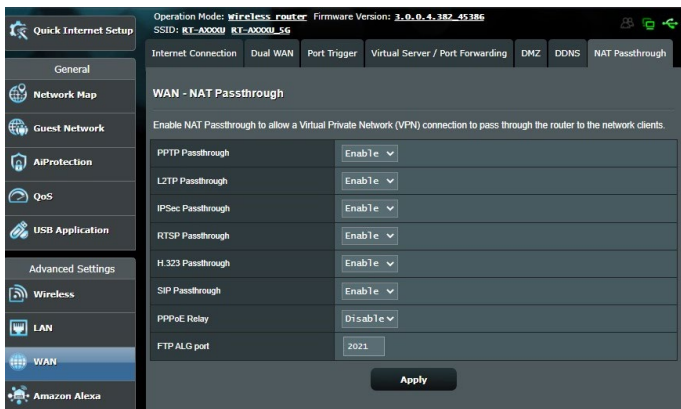 Quick Internet Setup
General
Network Map
Guest Network
AiProtection
QoS
USB Application
Advanced Settings
Wireless
LAN
WAN
Amazon Alexa
Operation Mode: Wireless router Firmware Version: 3.0.0.4.382_45386
SSID: RT-AXXXU RT-AXXXU_5G
Internet Connection Dual WAN Port Trigger Virtual Server / Port Forwarding DMZ DDNS NAT Passthrough
WAN - NAT Passthrough
Enable NAT Passthrough to allow a Virtual Private Network (VPN) connection to pass through the router to the network clients.
PPTP Passthrough Enable
L2TP Passthrough Enable
IPSec Passthrough Enable
RTSP Passthrough Enable
H.323 Passthrough Enable
SIP Passthrough Enable
PPPoE Relay Disable
FTP ALG port 2021
Apply